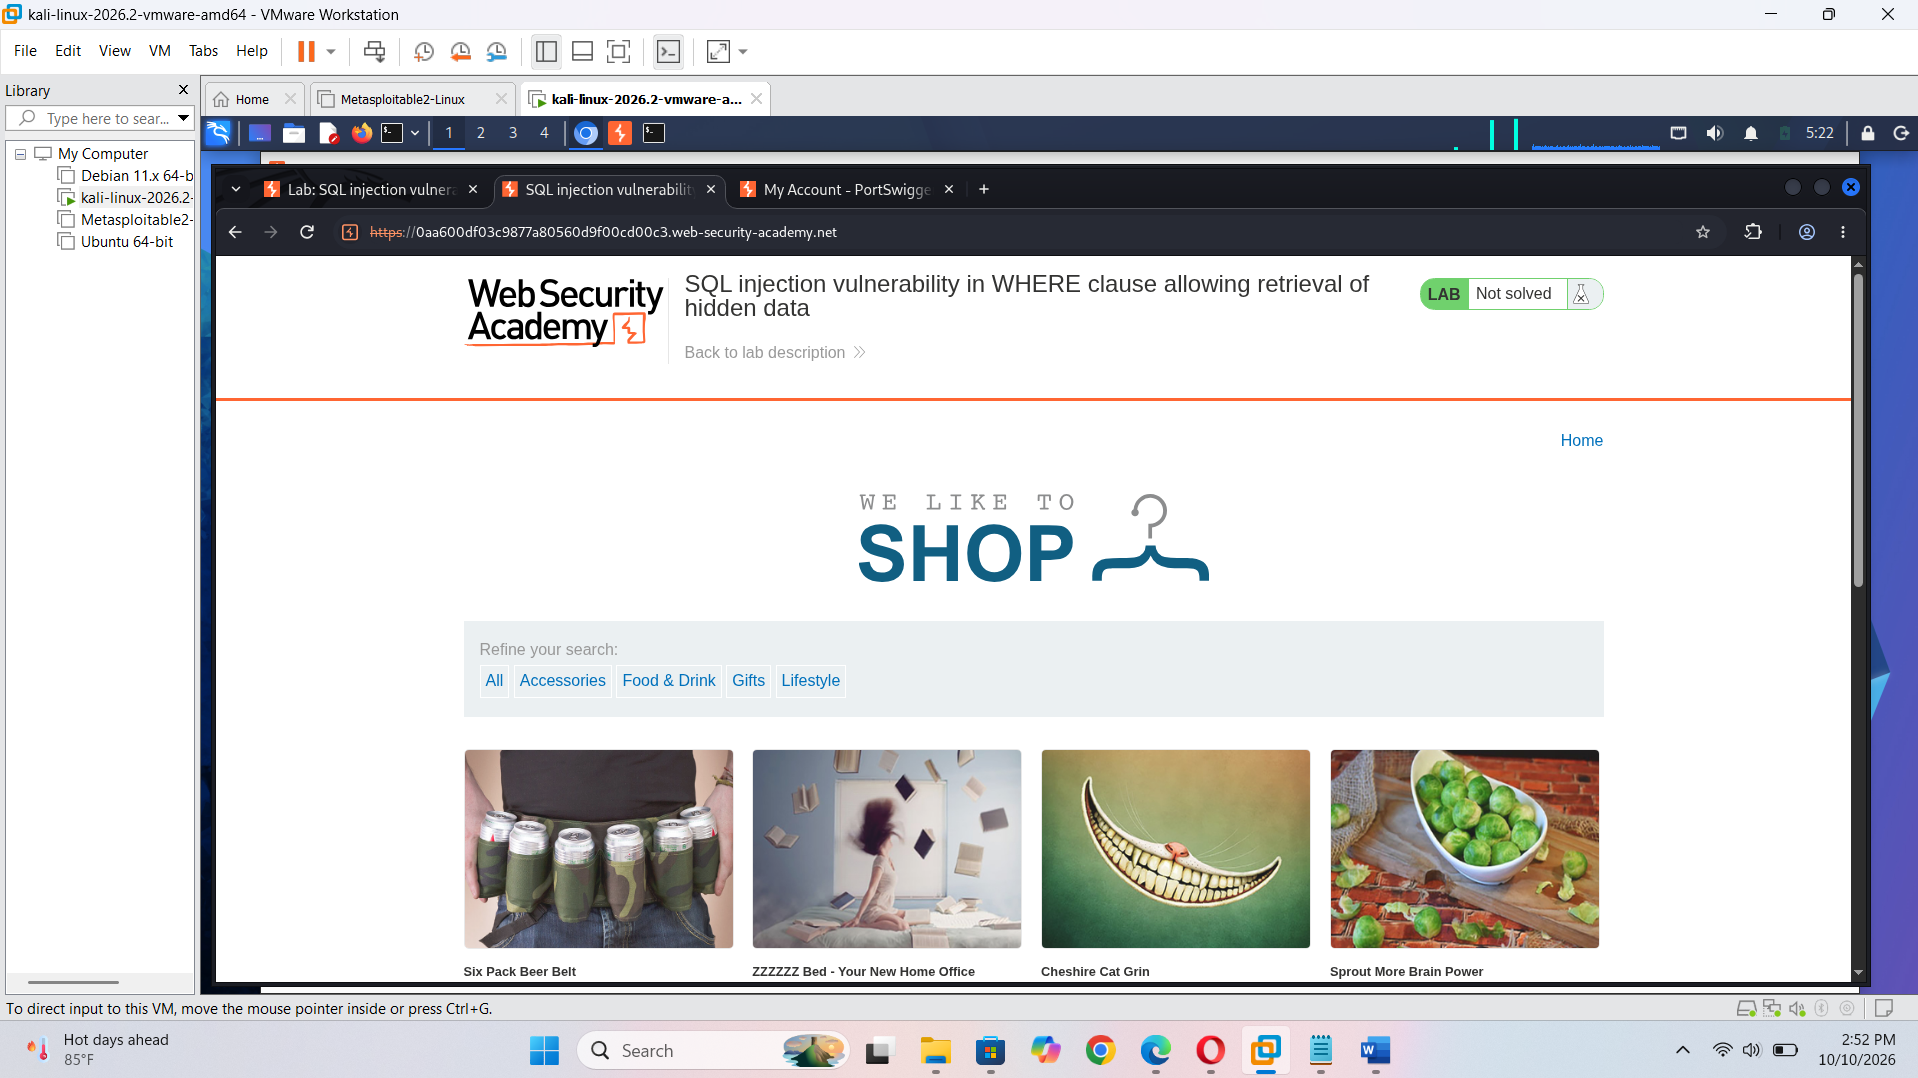 kali-linux-2026.2-vmware-amd64 - VMware Workstation
File Edit View VM Tabs Help
Library
Type here to sear...
My Computer
Debian 11.x 64-b
kali-linux-2026.2-
Metasploitable2-
Ubuntu 64-bit
Home
Metasploitable2-Linux
kali-linux-2026.2-vmware-a...
1 2 3 4
5:22
Lab: SQL injection vulnera
SQL injection vulnerabilit
My Account - PortSwigge
https://0aa600df03c9877a80560d9f00cd00c3.web-security-academy.net
Web Security
Academy
SQL injection vulnerability in WHERE clause allowing retrieval of
hidden data
Back to lab description
LAB Not solved
Home
WE LIKE TO
SHOP
Refine your search:
All Accessories Food & Drink Gifts Lifestyle
Six Pack Beer Belt
ZZZZZZ Bed - Your New Home Office
Cheshire Cat Grin
Sprout More Brain Power
To direct input to this VM, move the mouse pointer inside or press Ctrl+G.
Hot days ahead
85°F
Search
2:52 PM
10/10/2026